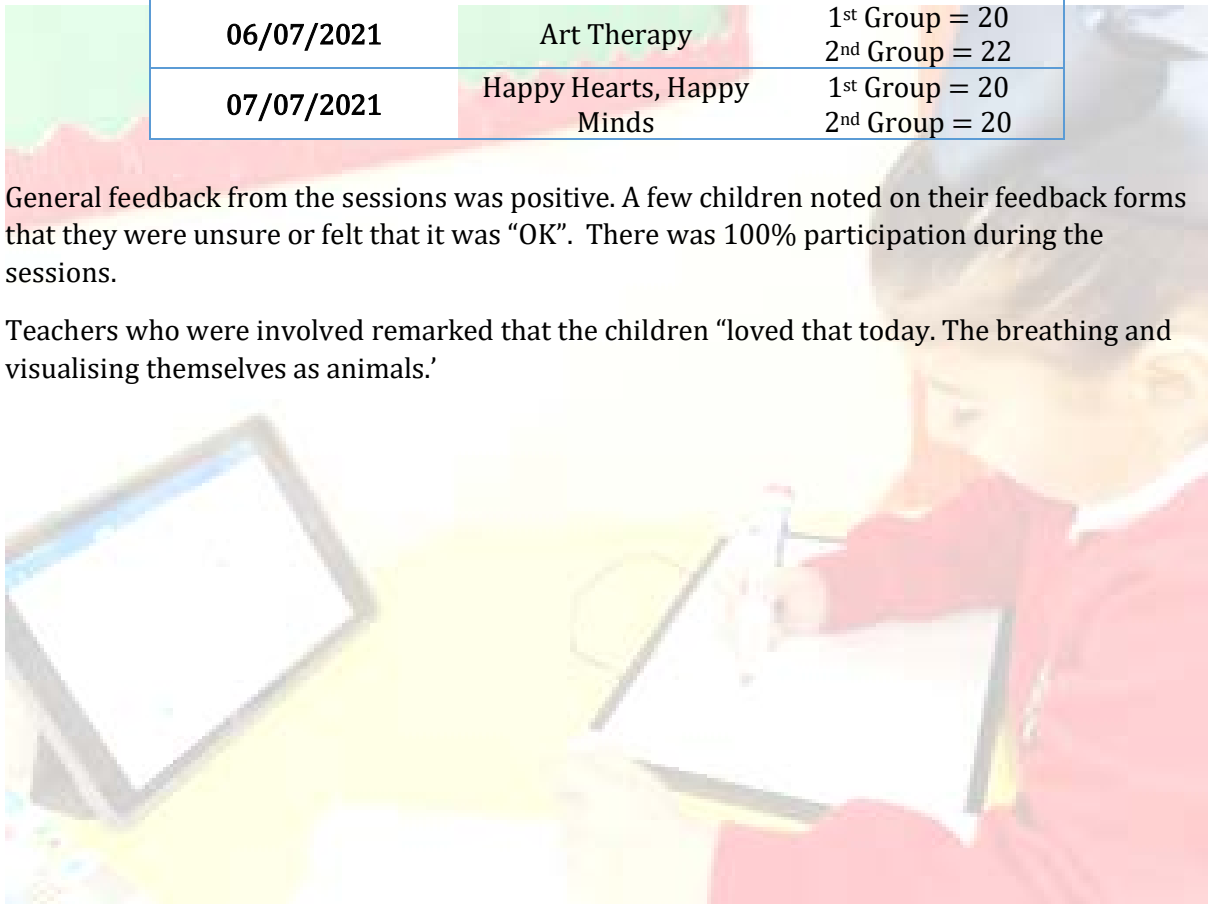 06/07/2021 Art Therapy 1st Group = 20
2nd Group = 22
07/07/2021 Happy Hearts, Happy Minds 1st Group = 20
2nd Group = 20
General feedback from the sessions was positive. A few children noted on their feedback forms
that they were unsure or felt that it was “OK”.  There was 100% participation during the
sessions.
Teachers who were involved remarked that the children “loved that today. The breathing and
visualising themselves as animals.’